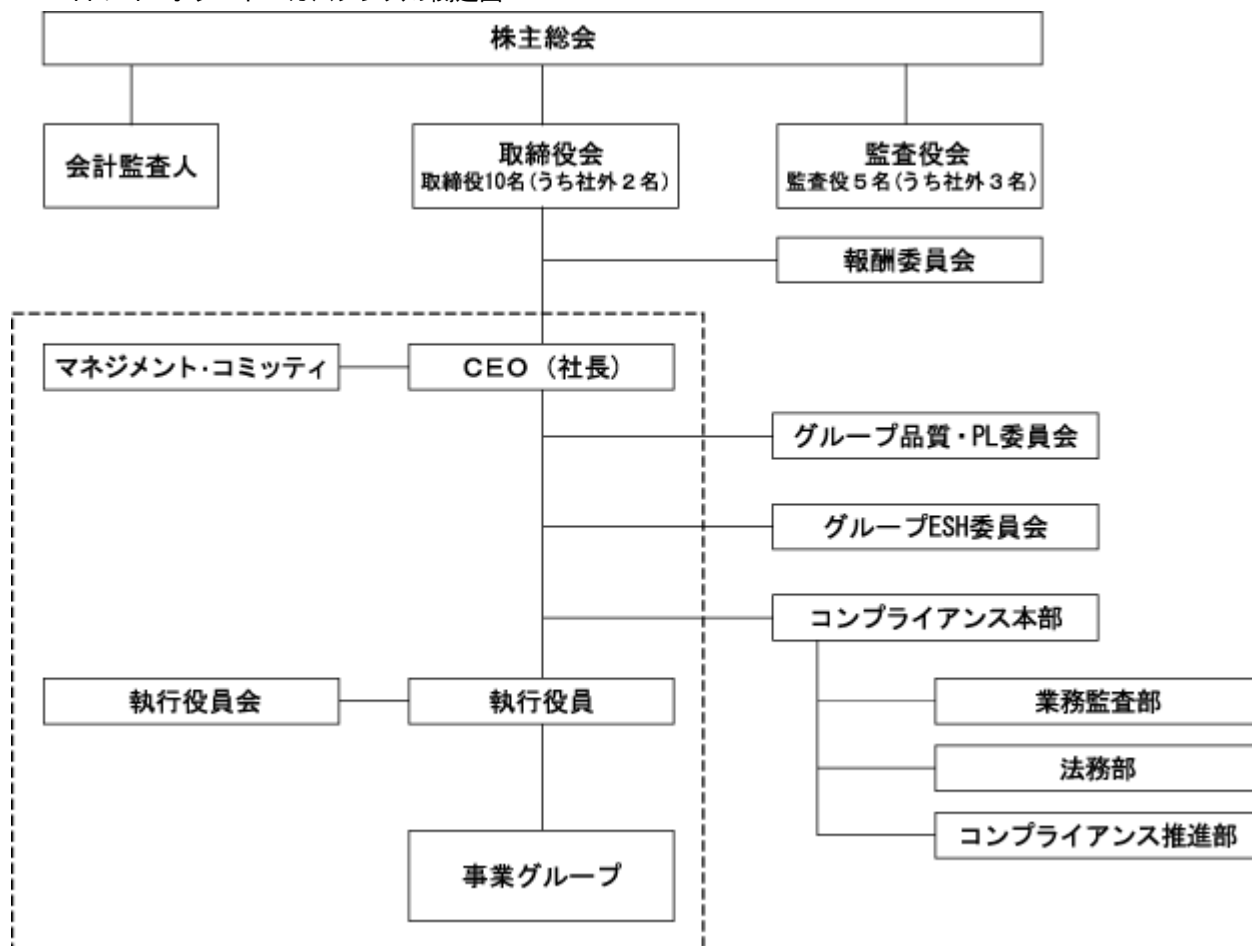 株主総会
会計監査人
取締役会
取締役10名(うち社外２名)
監査役会
監査役５名(うち社外３名)
報酬委員会
マネジメント・コミッティ
ＣＥＯ（社長）
グループ品質・PL委員会
グループESH委員会
コンプライアンス本部
執行役員会
執行役員
業務監査部
法務部
コンプライアンス推進部
事業グループ